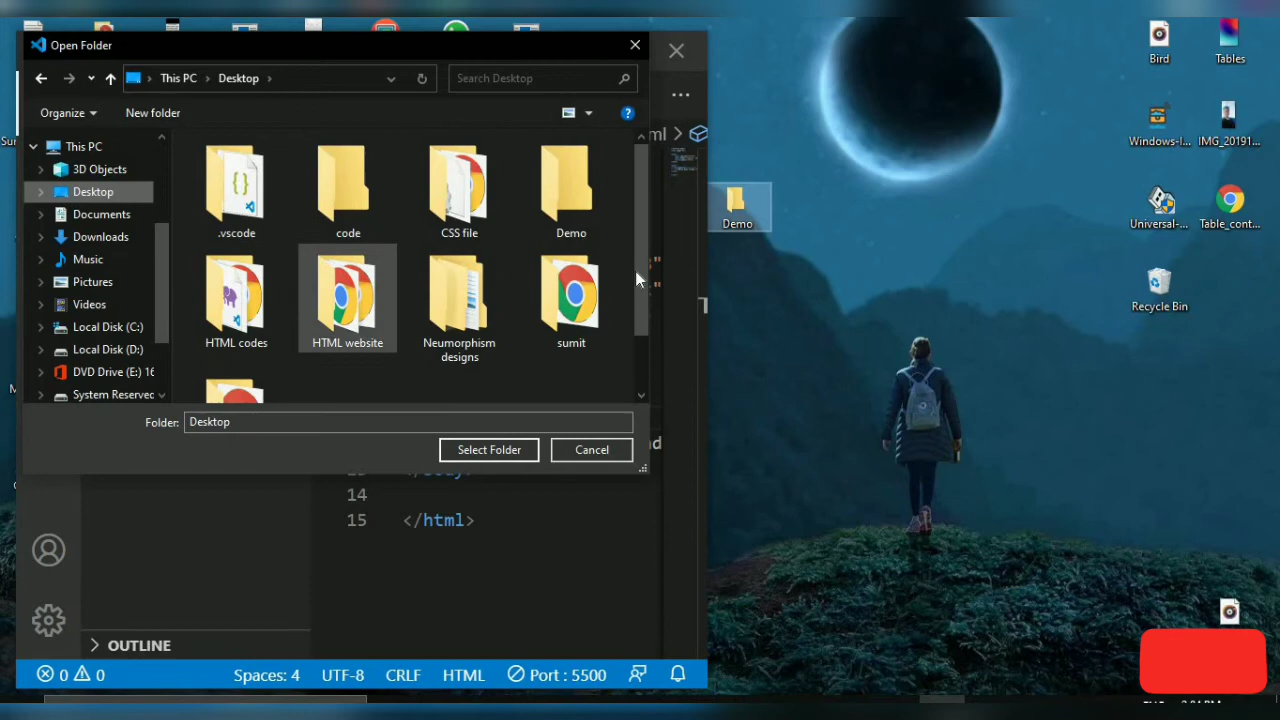 Open Folder
This PC
Desktop
Search Desktop
Organize
New folder
This PC
3D Objects
Desktop
Documents
Downloads
Music
Pictures
Videos
Local Disk (C:)
Local Disk (D:)
DVD Drive (E:) 16
System Reserved
.vscode
code
CSS file
Demo
HTML codes
HTML website
Neumorphism
designs
sumit
Folder: Desktop
Select Folder
Cancel
14
15 </html>
OUTLINE
0 0 Spaces: 4 UTF-8 CRLF HTML Port : 5500
Demo
Bird
Tables
Windows-I...
IMG_20191...
Universal-...
Table_cont...
Recycle Bin